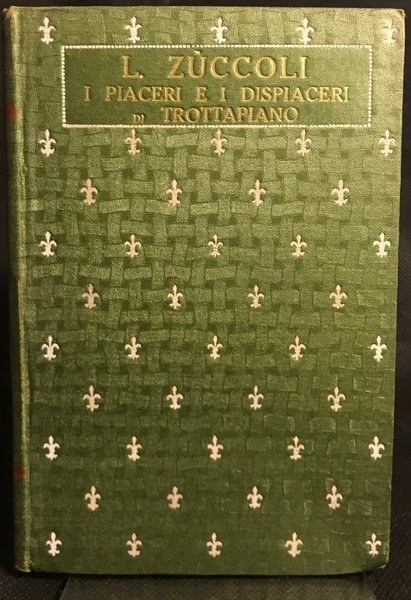 L. ZÙCCOLI
I PIACERI E I DISPIACERI
DI TROTTAPIANO